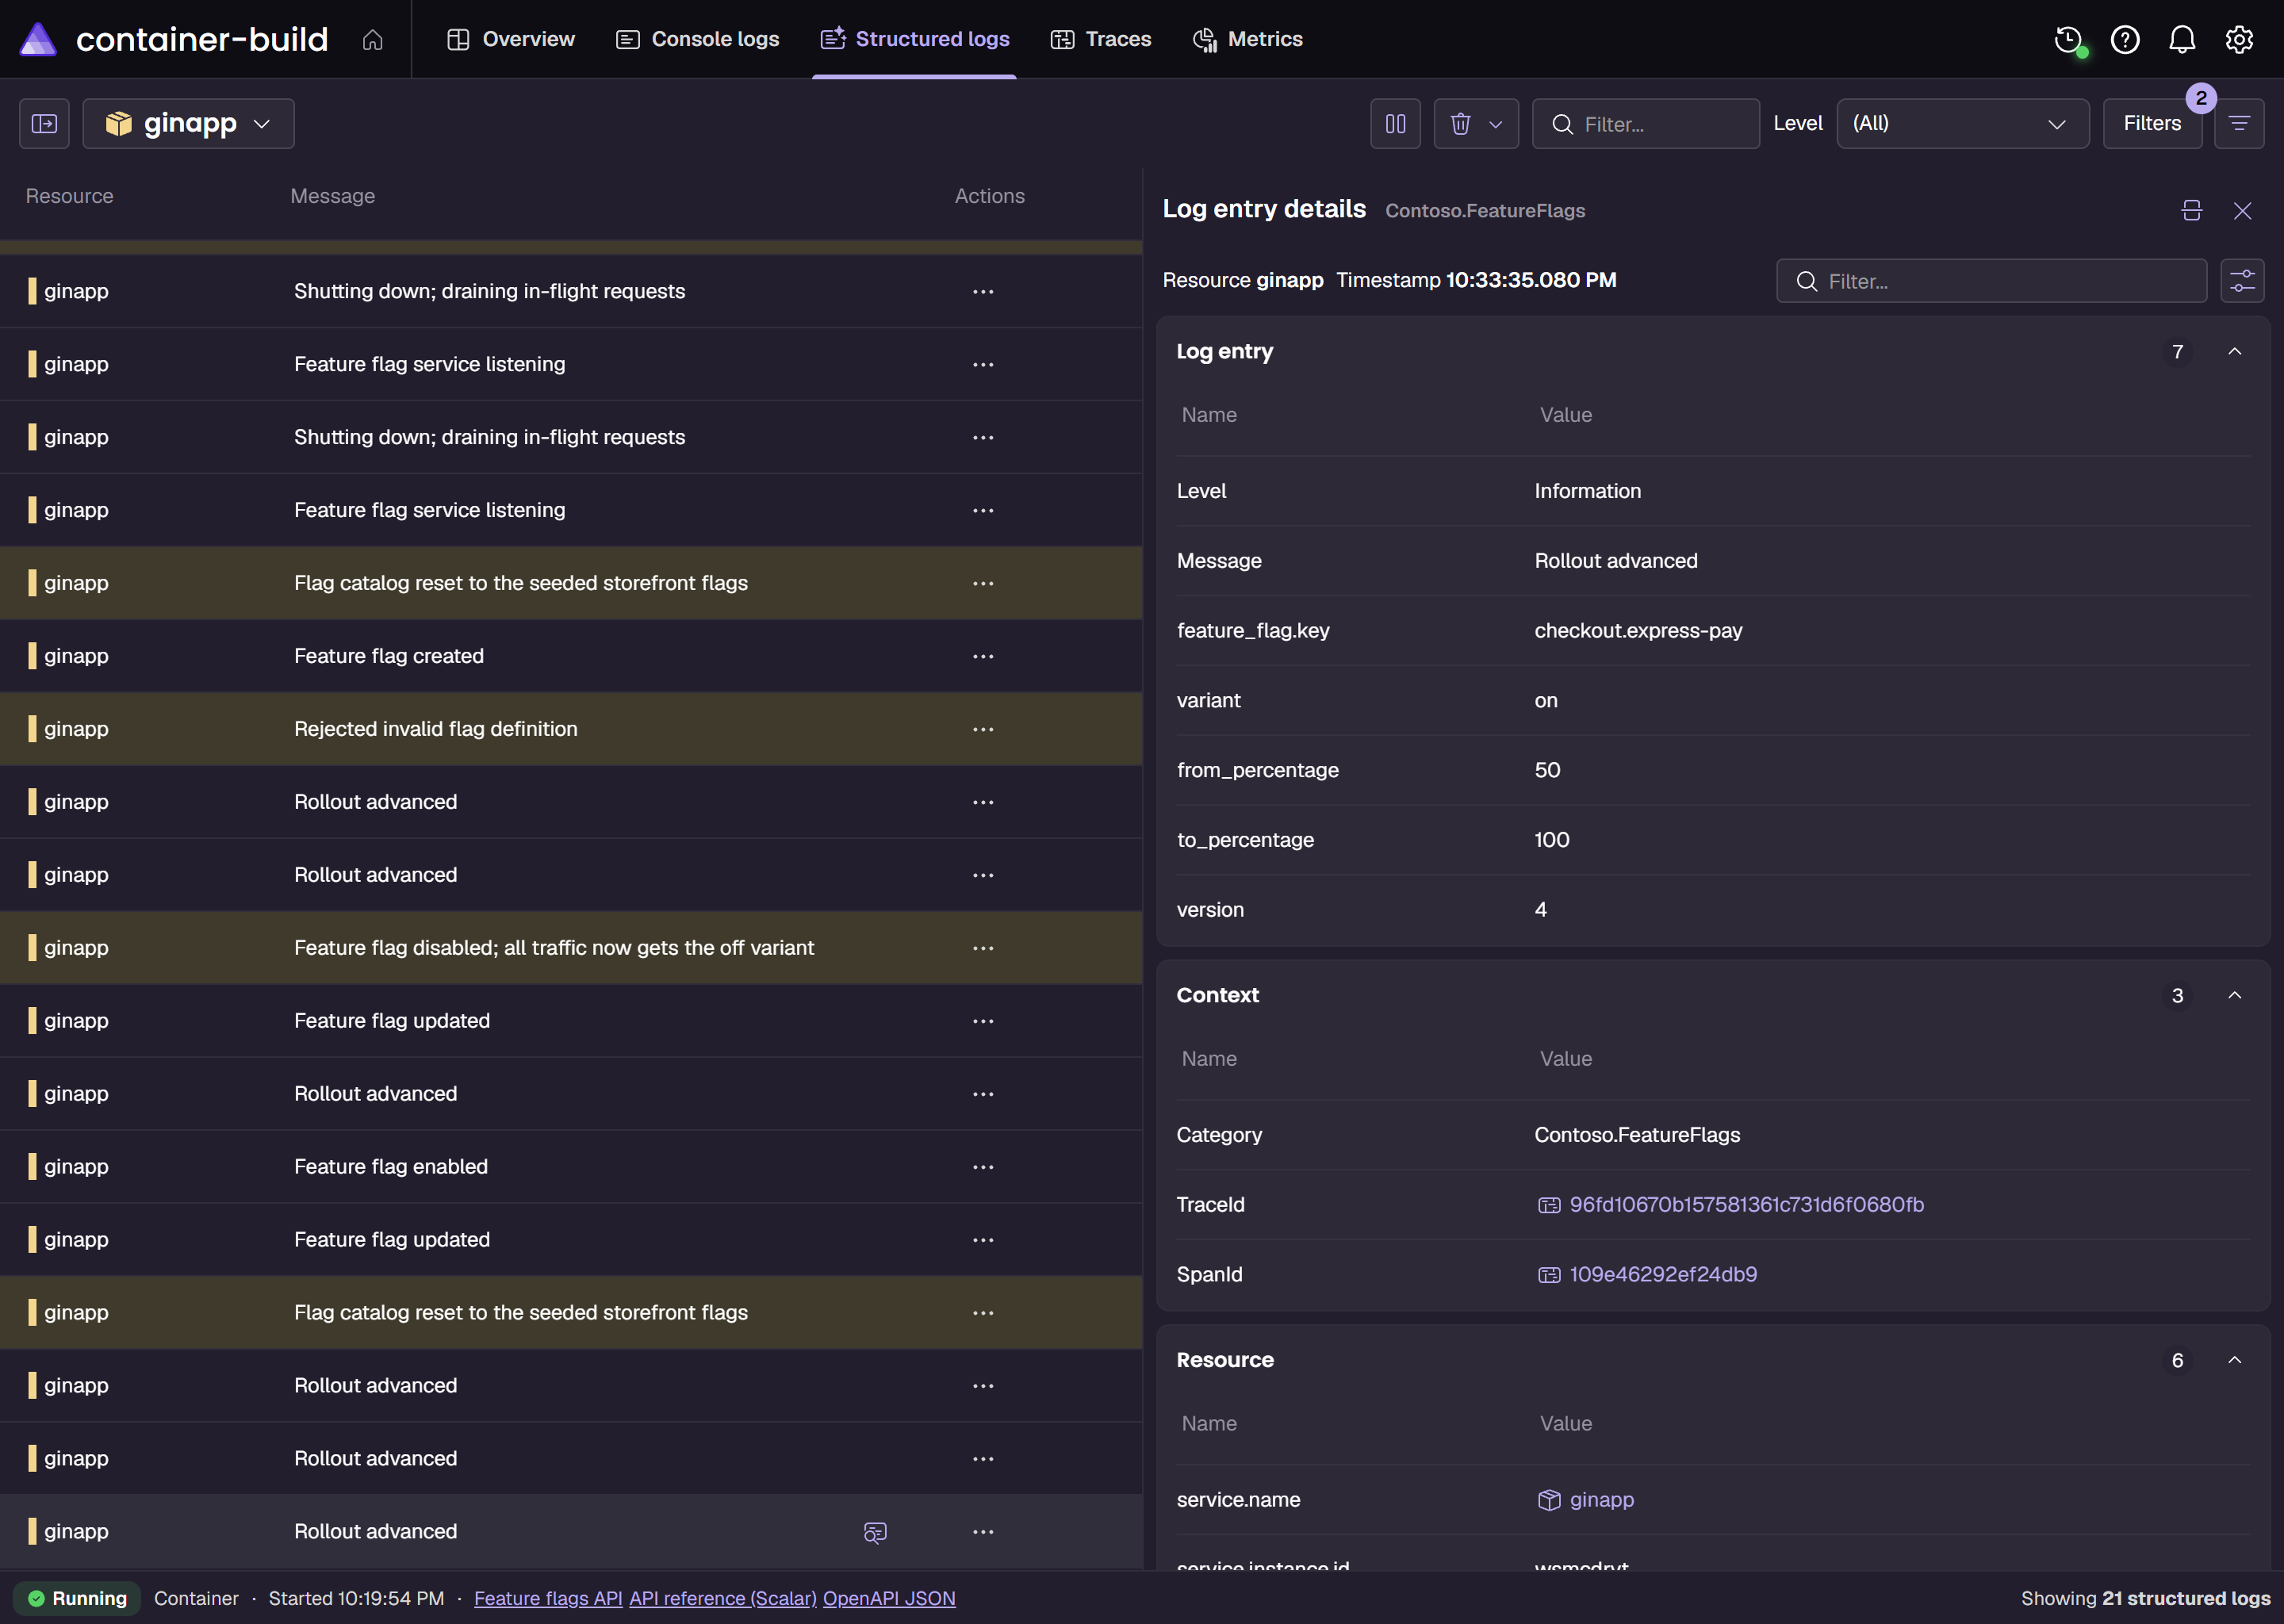 container-build
Overview
Console logs
Structured logs
Traces
Metrics
ginapp
Filter...
Level
(All)
Filters
2
Resource Message Actions
ginapp Shutting down; draining in-flight requests
ginapp Feature flag service listening
ginapp Shutting down; draining in-flight requests
ginapp Feature flag service listening
ginapp Flag catalog reset to the seeded storefront flags
ginapp Feature flag created
ginapp Rejected invalid flag definition
ginapp Rollout advanced
ginapp Rollout advanced
ginapp Feature flag disabled; all traffic now gets the off variant
ginapp Feature flag updated
ginapp Rollout advanced
ginapp Feature flag enabled
ginapp Feature flag updated
ginapp Flag catalog reset to the seeded storefront flags
ginapp Rollout advanced
ginapp Rollout advanced
ginapp Rollout advanced
Log entry details Contoso.FeatureFlags
Resource ginapp Timestamp 10:33:35.080 PM
Filter...
Log entry 7
Name Value
Level Information
Message Rollout advanced
feature_flag.key checkout.express-pay
variant on
from_percentage 50
to_percentage 100
version 4
Context 3
Name Value
Category Contoso.FeatureFlags
TraceId 96fd10670b157581361c731d6f0680fb
SpanId 109e46292ef24db9
Resource 6
Name Value
service.name ginapp
service.instance.id wsmcdryt
Running Container · Started 10:19:54 PM · Feature flags API API reference (Scalar) OpenAPI JSON
Showing 21 structured logs